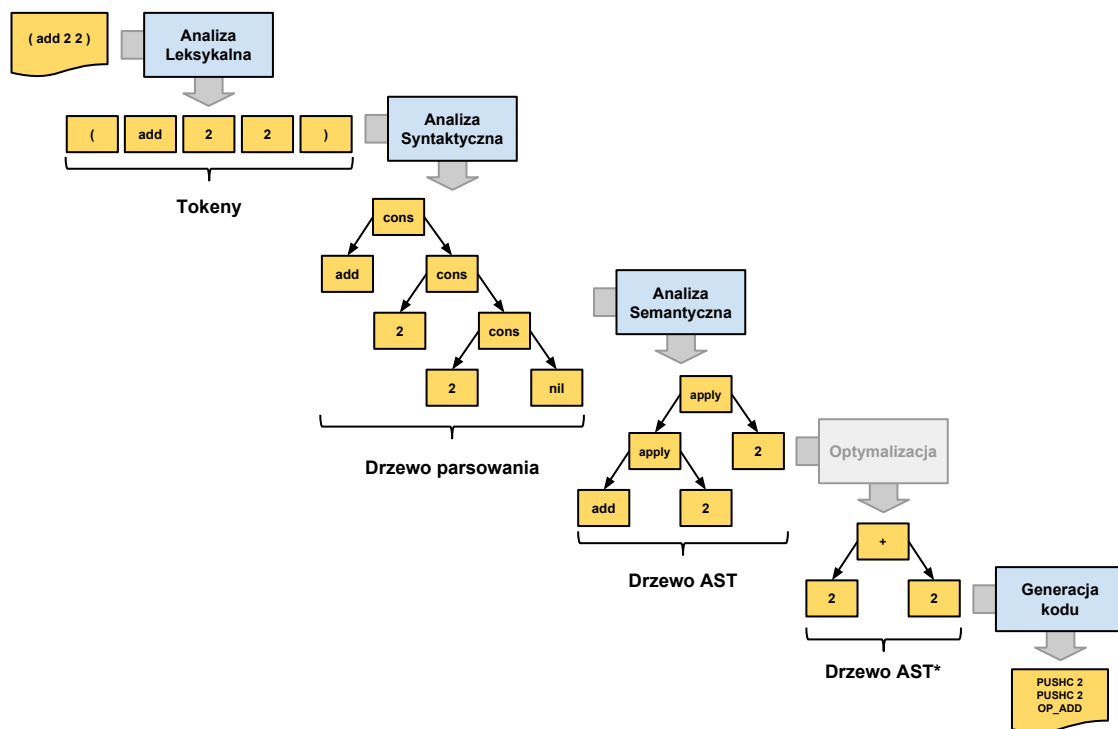 ( add 2 2 )
Analiza
Leksykalna
( add 2 2 )
Analiza
Syntaktyczna
Tokeny
cons
add cons
2 cons
2 nil
Drzewo parsowania
Analiza
Semantyczna
apply
apply 2
add 2
Drzewo AST
Optymalizacja
+
2 2
Drzewo AST*
Generacja
kodu
PUSHC 2
PUSHC 2
OP_ADD